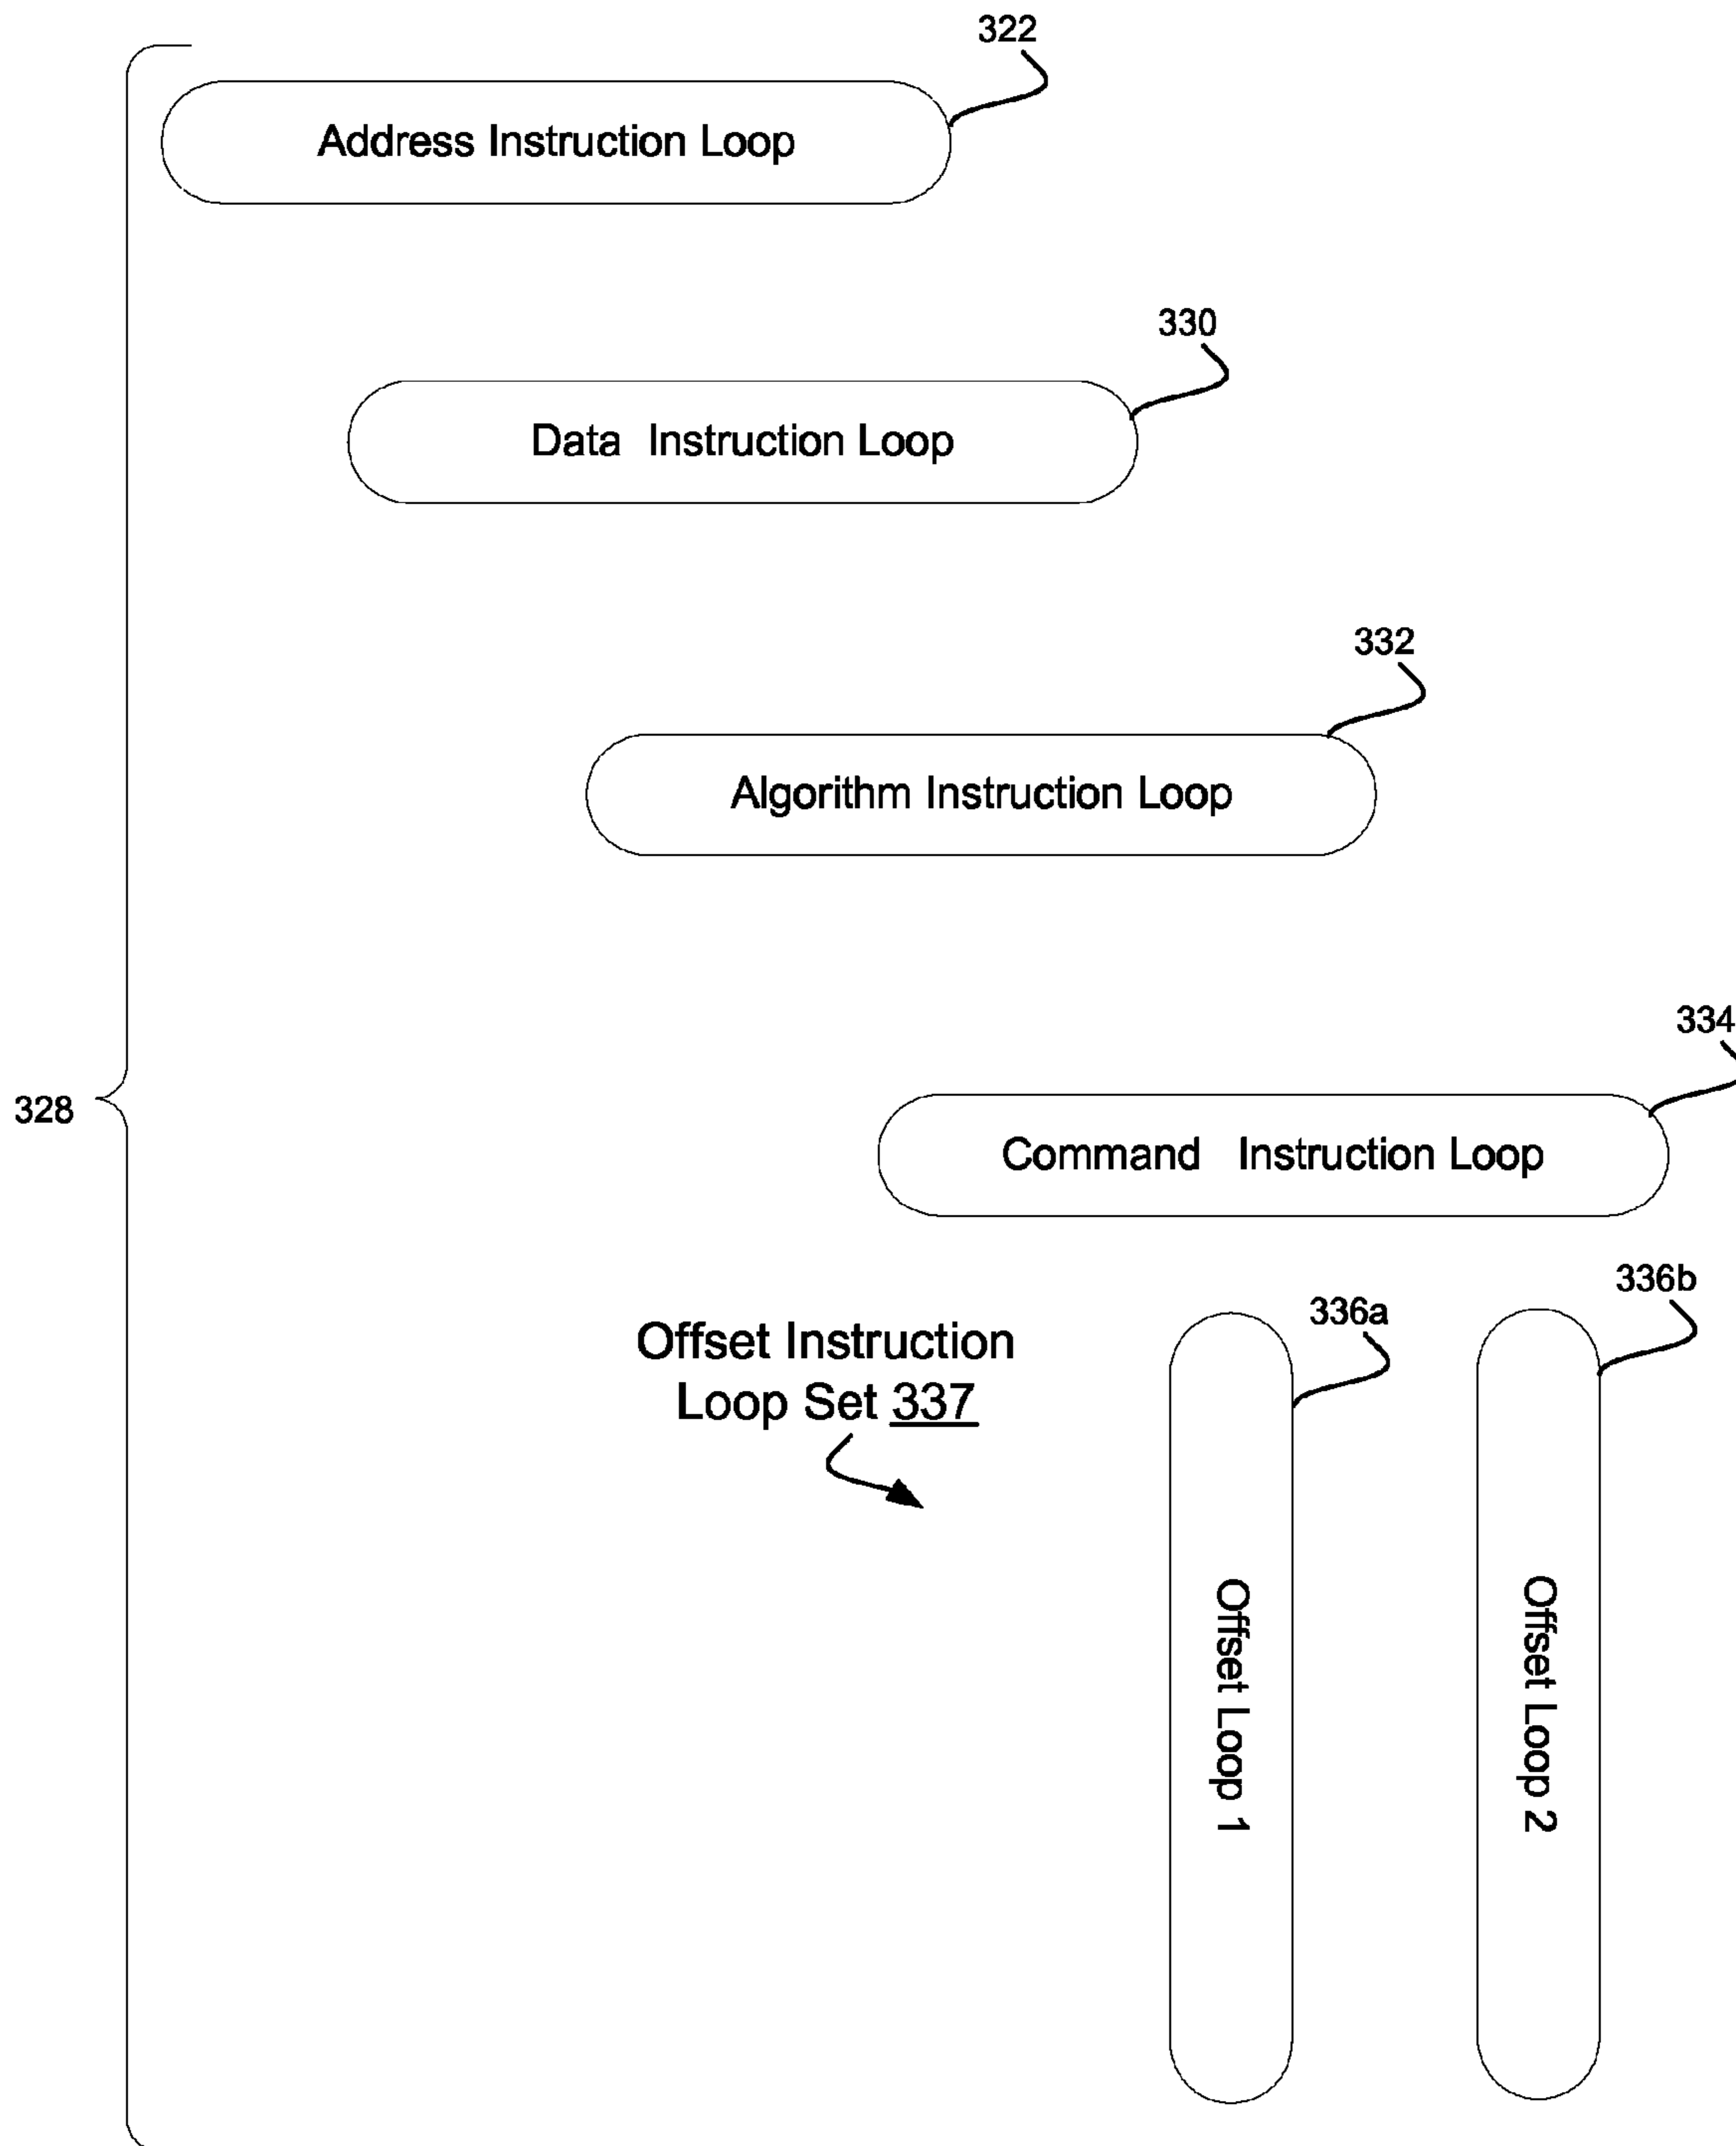 322
Address Instruction Loop
330
Data Instruction Loop
332
Algorithm Instruction Loop
334
328
Command Instruction Loop
336b
336a
Offset Instruction
Loop Set 337
Offset Loop 1
Offset Loop 2